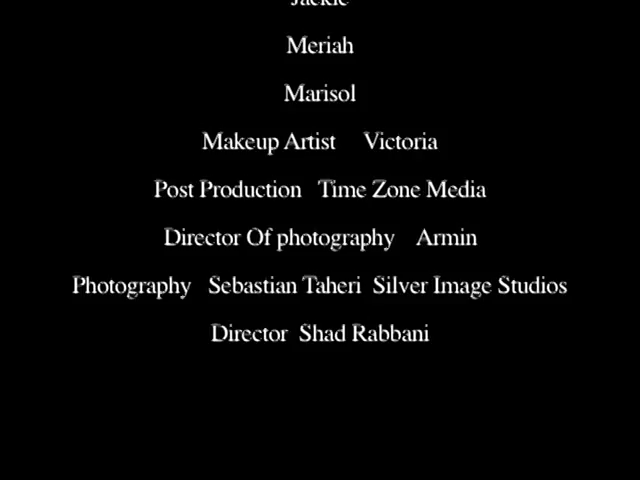 Jackie
Meriah
Marisol
Makeup Artist Victoria
Post Production Time Zone Media
Director Of photography Armin
Photography Sebastian Taheri Silver Image Studios
Director Shad Rabbani